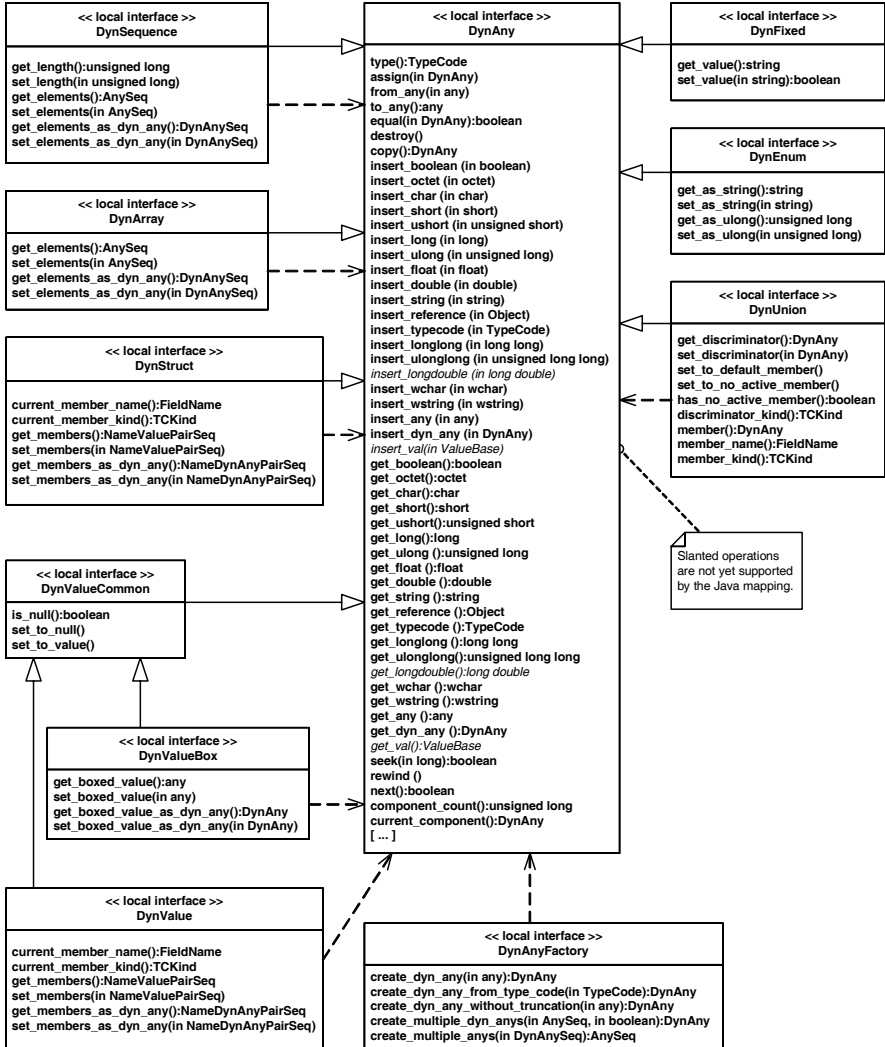 << local interface >>
DynSequence
get_length():unsigned long
set_length(in unsigned long)
get_elements():AnySeq
set_elements(in AnySeq)
get_elements_as_dyn_any():DynAnySeq
set_elements_as_dyn_any(in DynAnySeq)
<< local interface >>
DynArray
get_elements():AnySeq
set_elements(in AnySeq)
get_elements_as_dyn_any():DynAnySeq
set_elements_as_dyn_any(in DynAnySeq)
<< local interface >>
DynStruct
current_member_name():FieldName
current_member_kind():TCKind
get_members():NameValuePairSeq
set_members(in NameValuePairSeq)
get_members_as_dyn_any():NameDynAnyPairSeq
set_members_as_dyn_any(in NameDynAnyPairSeq)
<< local interface >>
DynValueCommon
is_null():boolean
set_to_null()
set_to_value()
<< local interface >>
DynValueBox
get_boxed_value():any
set_boxed_value(in any)
get_boxed_value_as_dyn_any():DynAny
set_boxed_value_as_dyn_any(in DynAny)
<< local interface >>
DynValue
current_member_name():FieldName
current_member_kind():TCKind
get_members():NameValuePairSeq
set_members(in NameValuePairSeq)
get_members_as_dyn_any():NameDynAnyPairSeq
set_members_as_dyn_any(in NameDynAnyPairSeq)
<< local interface >>
DynAny
type():TypeCode
assign(in DynAny)
from_any(in any)
to_any():any
equal(in DynAny):boolean
destroy()
copy():DynAny
insert_boolean (in boolean)
insert_octet (in octet)
insert_char (in char)
insert_short (in short)
insert_ushort (in unsigned short)
insert_long (in long)
insert_ulong (in unsigned long)
insert_float (in float)
insert_double (in double)
insert_string (in string)
insert_reference (in Object)
insert_typecode (in TypeCode)
insert_longlong (in long long)
insert_ulonglong (in unsigned long long)
insert_longdouble (in long double)
insert_wchar (in wchar)
insert_wstring (in wstring)
insert_any (in any)
insert_dyn_any (in DynAny)
insert_val(in ValueBase)
get_boolean():boolean
get_octet():octet
get_char():char
get_short():short
get_ushort():unsigned short
get_long():long
get_ulong ():unsigned long
get_float ():float
get_double ():double
get_string ():string
get_reference ():Object
get_typecode ():TypeCode
get_longlong ():long long
get_ulonglong():unsigned long long
get_longdouble():long double
get_wchar ():wchar
get_wstring ():wstring
get_any ():any
get_dyn_any ():DynAny
get_val():ValueBase
seek(in long):boolean
rewind ()
next():boolean
component_count():unsigned long
current_component():DynAny
[ ... ]
<< local interface >>
DynAnyFactory
create_dyn_any(in any):DynAny
create_dyn_any_from_type_code(in TypeCode):DynAny
create_dyn_any_without_truncation(in any):DynAny
create_multiple_dyn_anys(in AnySeq, in boolean):DynAny
create_multiple_anys(in DynAnySeq):AnySeq
<< local interface >>
DynFixed
get_value():string
set_value(in string):boolean
<< local interface >>
DynEnum
get_as_string():string
set_as_string(in string)
get_as_ulong():unsigned long
set_as_ulong(in unsigned long)
<< local interface >>
DynUnion
get_discriminator():DynAny
set_discriminator(in DynAny)
set_to_default_member()
set_to_no_active_member()
has_no_active_member():boolean
discriminator_kind():TCKind
member():DynAny
member_name():FieldName
member_kind():TCKind
Slanted operations
are not yet supported
by the Java mapping.